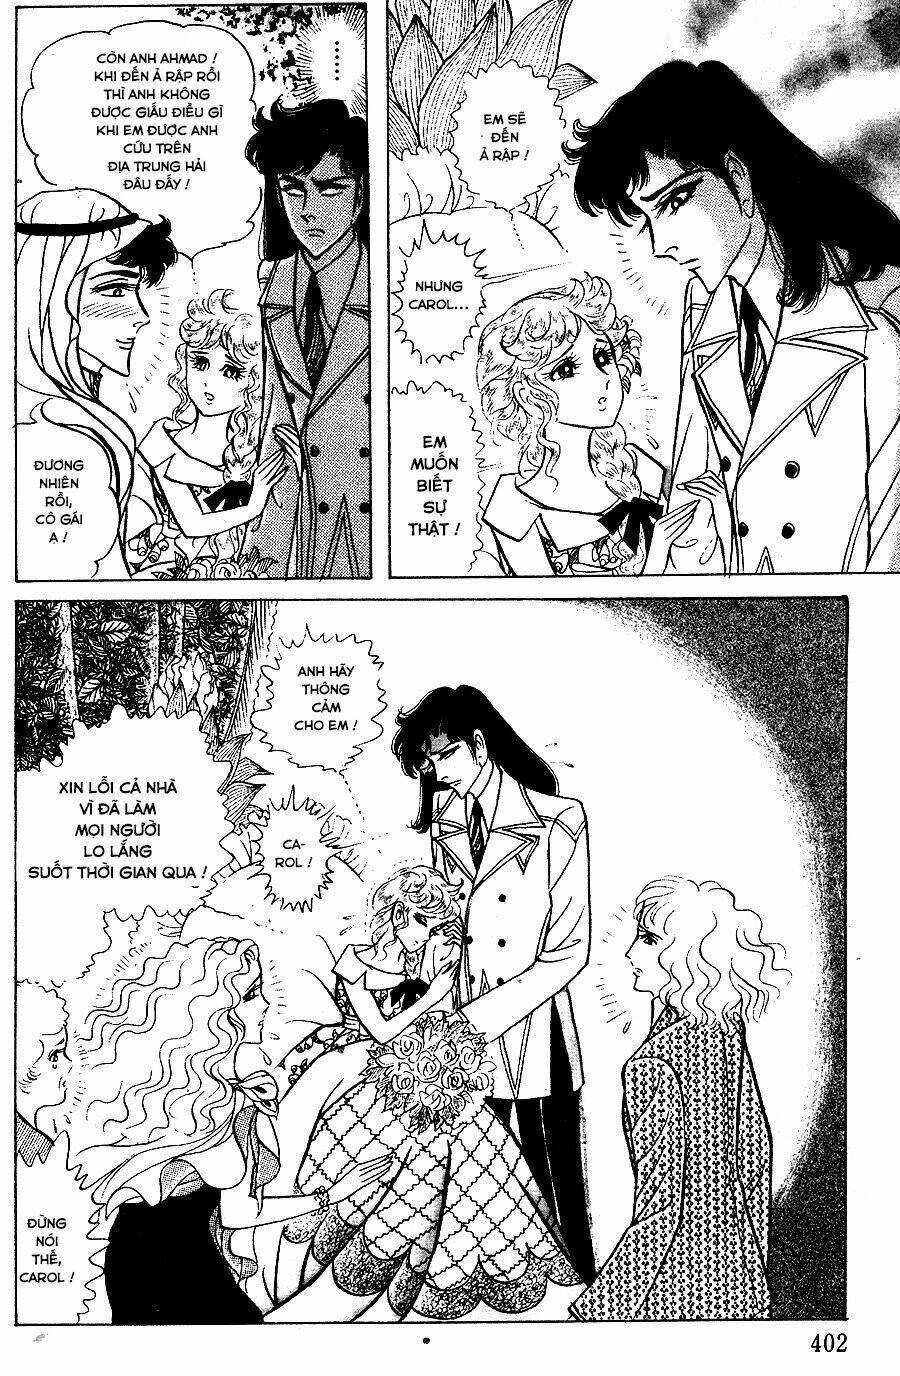 EM SẼ
ĐẾN
Ả RẬP !
NHƯNG
CAROL...
EM
MUỐN
BIẾT
SỰ
THẬT !
......
CÒN ANH AHMAD !
KHI ĐẾN Ả RẬP RỒI
THÌ ANH KHÔNG
ĐƯỢC GIẤU ĐIỀU GÌ
KHI EM ĐƯỢC ANH
CỨU TRÊN
ĐỊA TRUNG HẢI
ĐÂU ĐẤY !
ĐƯƠNG
NHIÊN
RỒI,
CÔ GÁI
Ạ !
ANH HÃY
THÔNG
CẢM
CHO EM !
CA-
ROL !
XIN LỖI CẢ NHÀ
VÌ ĐÃ LÀM
MỌI NGƯỜI
LO LẮNG
SUỐT THỜI GIAN QUA !
ĐỪNG
NÓI
THẾ,
CAROL !
402